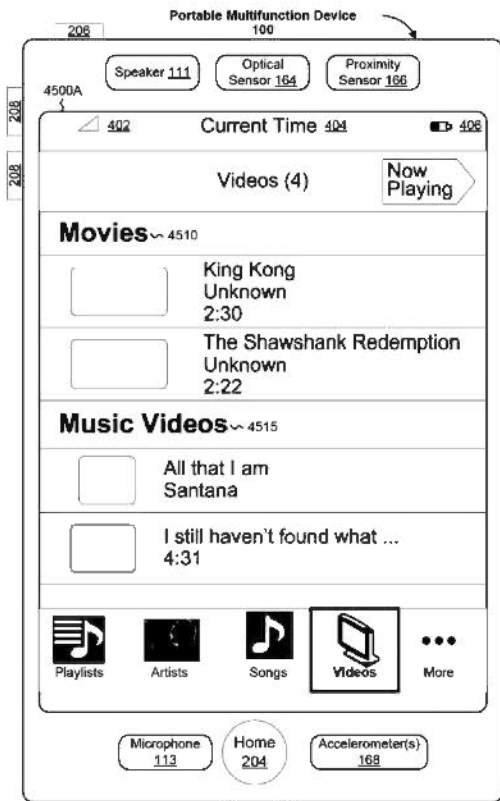 Portable Multifunction Device
100
206
Speaker 111
Optical
Sensor 164
Proximity
Sensor 166
4500A
208
208
402
Current Time 404
406
Videos (4)
Now
Playing
Movies 4510
King Kong
Unknown
2:30
The Shawshank Redemption
Unknown
2:22
Music Videos 4515
All that I am
Santana
I still haven't found what ...
4:31
Playlists
Artists
Songs
Videos
More
Microphone
113
Home
204
Accelerometer(s)
168